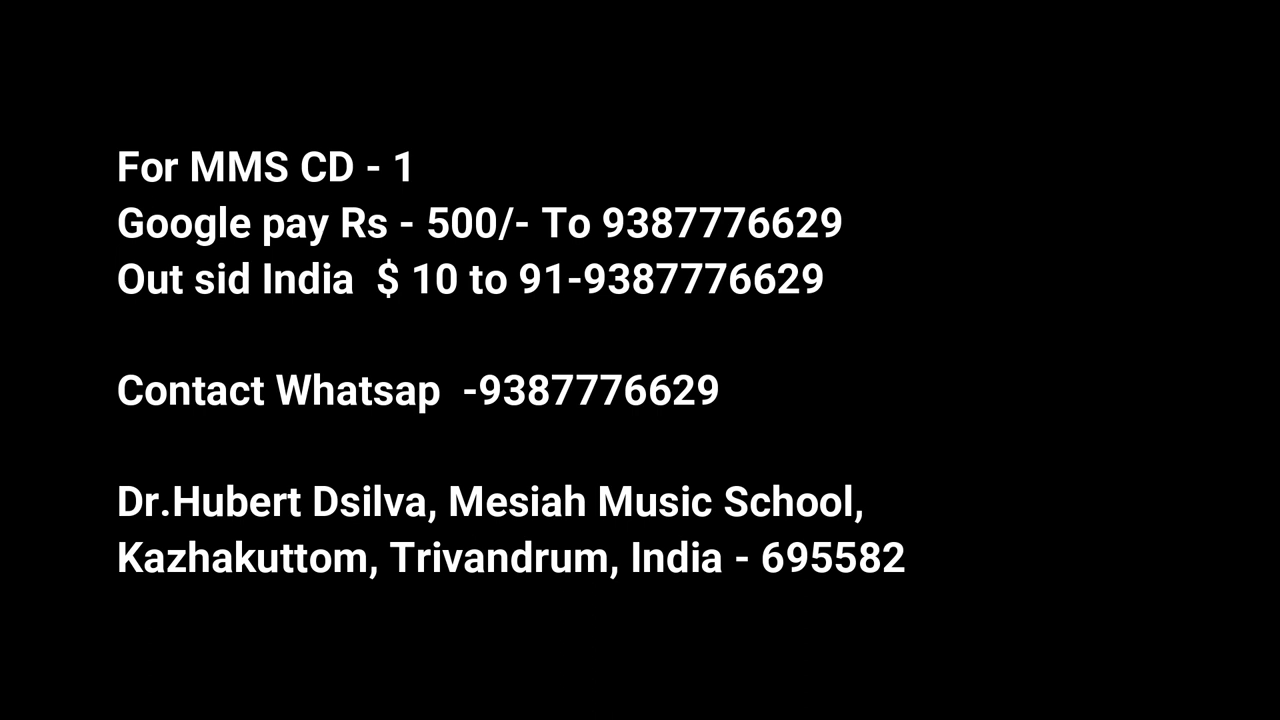 For MMS CD - 1
Google pay Rs - 500/- To 9387776629
Out sid India  $ 10 to 91-9387776629
Contact Whatsap  -9387776629
Dr.Hubert Dsilva, Mesiah Music School,
Kazhakuttom, Trivandrum, India - 695582